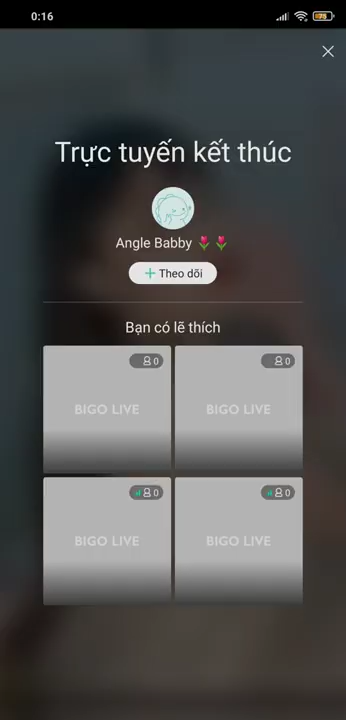 0:16
75
Trực tuyến kết thúc
Angle Babby 🌷🌷
+ Theo dõi
Bạn có lẽ thích
0
0
BIGO LIVE
BIGO LIVE
0
0
BIGO LIVE
BIGO LIVE